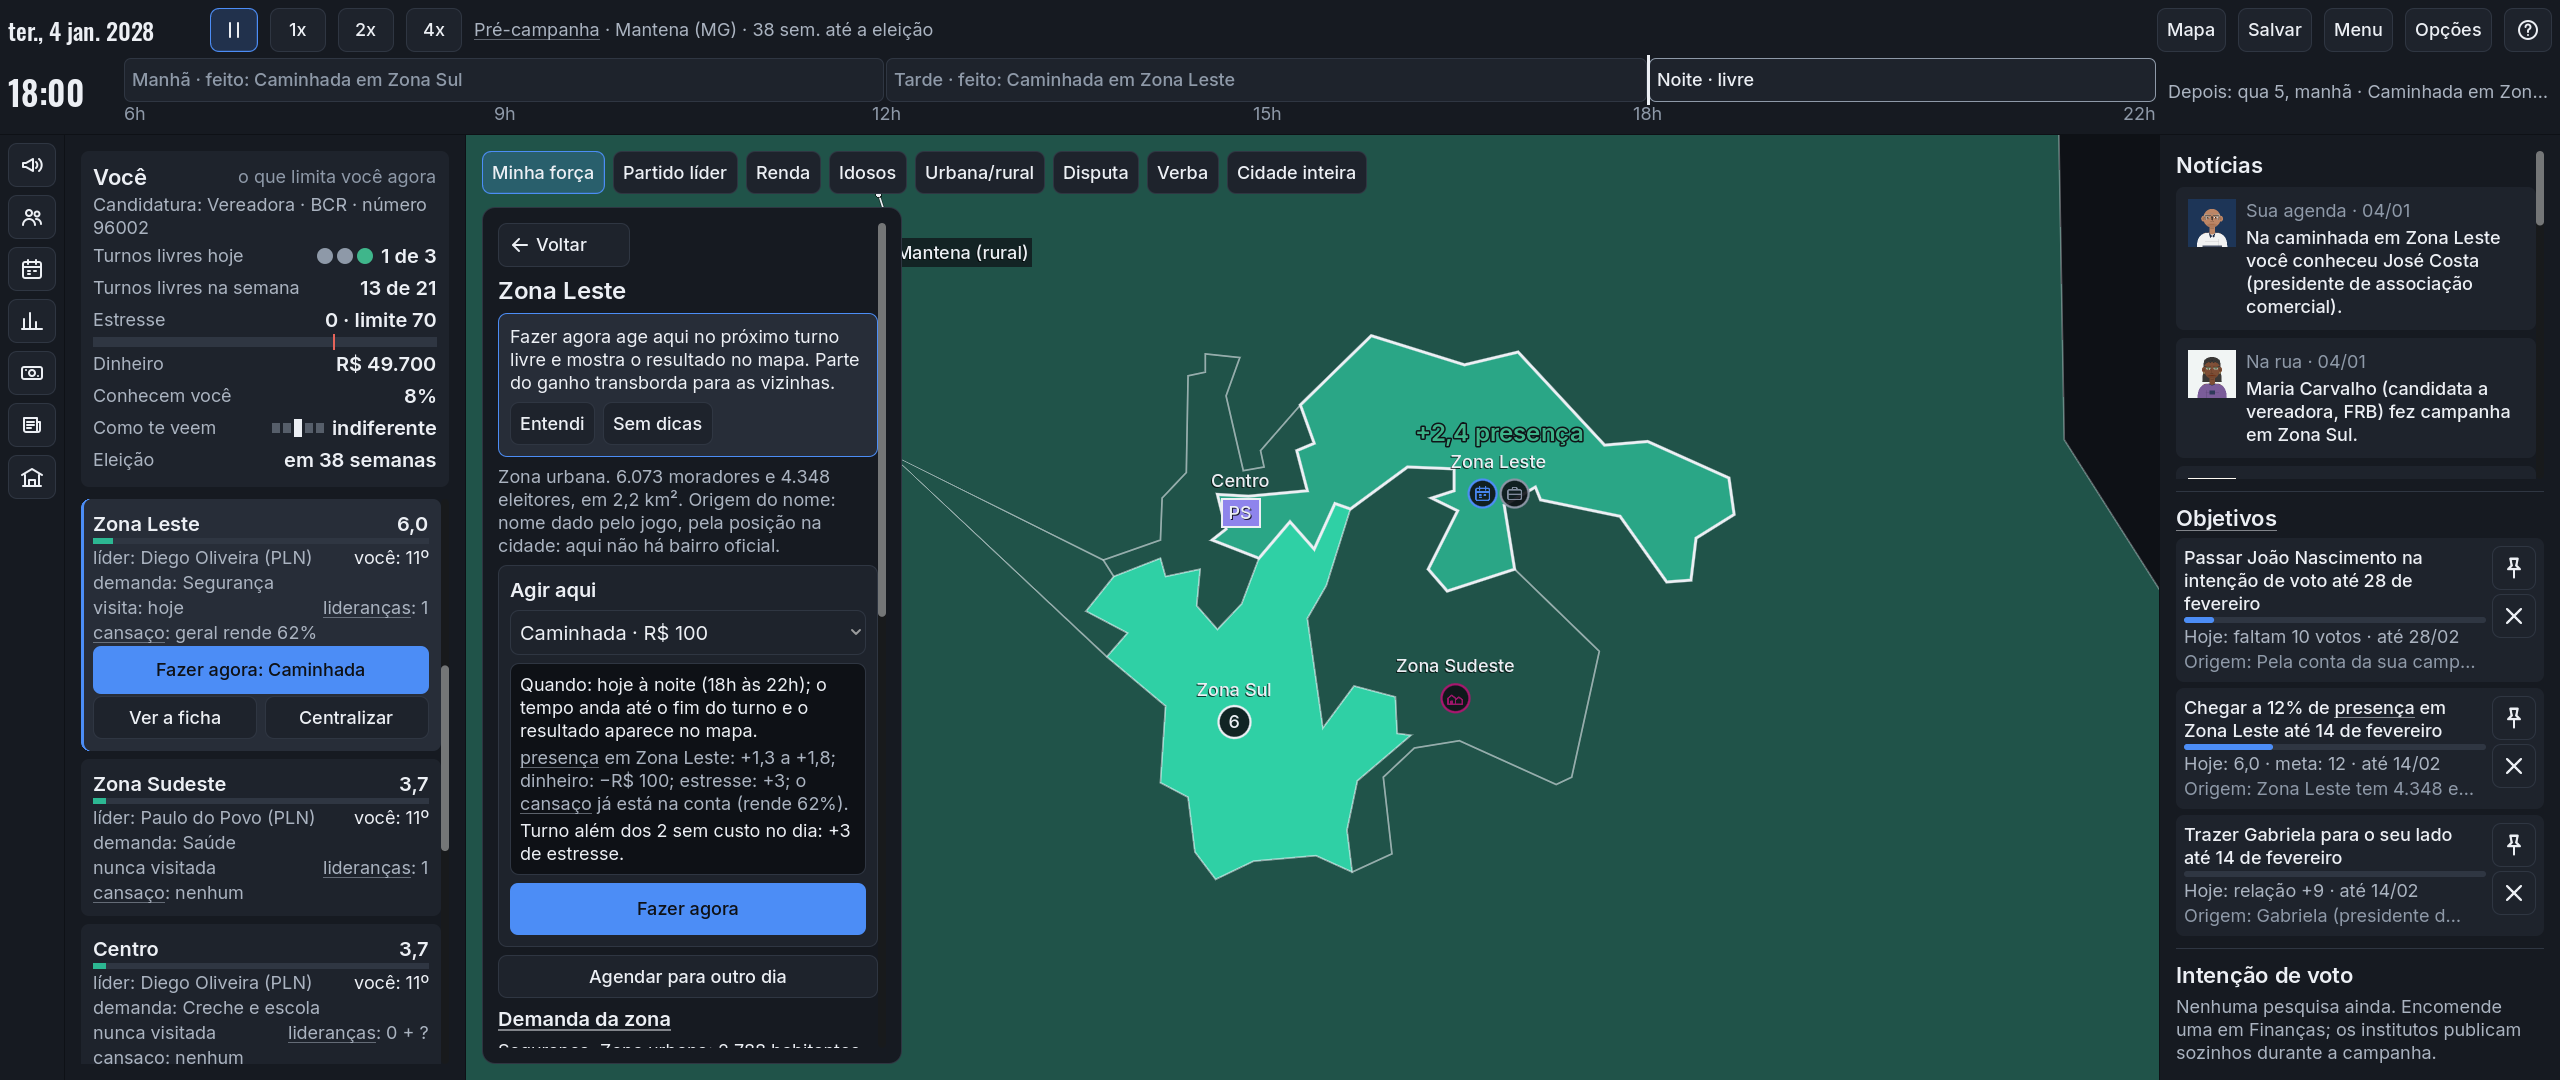 ter., 4 jan. 2028
1x
2x
4x
Pré-campanha · Mantena (MG) · 38 sem. até a eleição
Mapa
Salvar
Menu
Opções
18:00
Manhã · feito: Caminhada em Zona Sul
Tarde · feito: Caminhada em Zona Leste
Noite · livre
Depois: qua 5, manhã · Caminhada em Zon...
6h
9h
12h
15h
18h
22h
Você
o que limita você agora
Candidatura: Vereadora · BCR · número
96002
Turnos livres hoje
1 de 3
Turnos livres na semana
13 de 21
Estresse
0 · limite 70
Dinheiro
R$ 49.700
Conhecem você
8%
Como te veem
indiferente
Eleição
em 38 semanas
Zona Leste
6,0
líder: Diego Oliveira (PLN)
você: 11º
demanda: Segurança
visita: hoje
lideranças: 1
cansaço: geral rende 62%
Fazer agora: Caminhada
Ver a ficha
Centralizar
Zona Sudeste
3,7
líder: Paulo do Povo (PLN)
você: 11º
demanda: Saúde
nunca visitada
lideranças: 1
cansaço: nenhum
Centro
3,7
líder: Diego Oliveira (PLN)
você: 11º
demanda: Creche e escola
nunca visitada
lideranças: 0 + ?
cansaço: nenhum
Minha força
Partido líder
Renda
Idosos
Urbana/rural
Disputa
Verba
Cidade inteira
Voltar
Zona Leste
Fazer agora age aqui no próximo turno
livre e mostra o resultado no mapa. Parte
do ganho transborda para as vizinhas.
Entendi
Sem dicas
Zona urbana. 6.073 moradores e 4.348
eleitores, em 2,2 km². Origem do nome:
nome dado pelo jogo, pela posição na
cidade: aqui não há bairro oficial.
Agir aqui
Caminhada · R$ 100
Quando: hoje à noite (18h às 22h); o
tempo anda até o fim do turno e o
resultado aparece no mapa.
presença em Zona Leste: +1,3 a +1,8;
dinheiro: −R$ 100; estresse: +3; o
cansaço já está na conta (rende 62%).
Turno além dos 2 sem custo no dia: +3
de estresse.
Fazer agora
Agendar para outro dia
Demanda da zona
Mantena (rural)
+2,4 presença
Zona Leste
Centro
PS
Zona Sul
6
Zona Sudeste
Notícias
Sua agenda · 04/01
Na caminhada em Zona Leste
você conheceu José Costa
(presidente de associação
comercial).
Na rua · 04/01
Maria Carvalho (candidata a
vereadora, FRB) fez campanha
em Zona Sul.
Objetivos
Passar João Nascimento na
intenção de voto até 28 de
fevereiro
Hoje: faltam 10 votos · até 28/02
Origem: Pela conta da sua camp...
Chegar a 12% de presença em
Zona Leste até 14 de fevereiro
Hoje: 6,0 · meta: 12 · até 14/02
Origem: Zona Leste tem 4.348 e...
Trazer Gabriela para o seu lado
até 14 de fevereiro
Hoje: relação +9 · até 14/02
Origem: Gabriela (presidente d...
Intenção de voto
Nenhuma pesquisa ainda. Encomende
uma em Finanças; os institutos publicam
sozinhos durante a campanha.